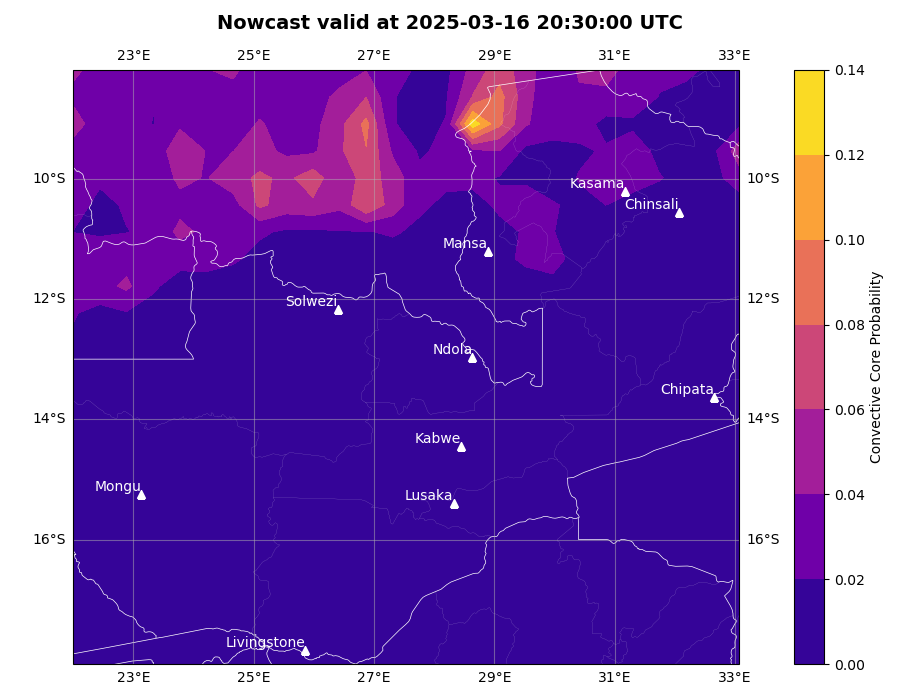 Nowcast valid at 2025-03-16 20:30:00 UTC
23°E 25°E 27°E 29°E 31°E 33°E
0.14
0.12
10°S Kasama 10°S
Chinsali
0.10
Mansa
12°S Solwezi 12°S
0.08
Ndola
Chipata
0.06
14°S 14°S
Kabwe
Mongu Lusaka
0.04
16°S 16°S
0.02
Livingstone
0.00
23°E 25°E 27°E 29°E 31°E 33°E
Convective Core Probability